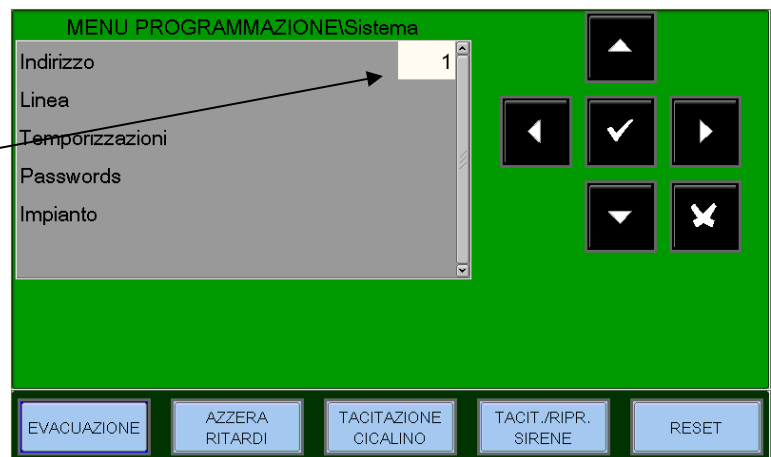 MENU PROGRAMMAZIONE\Sistema
Indirizzo 1
Linea
Temporizzazioni
Passwords
Impianto
EVACUAZIONE
AZZERA
RITARDI
TACITAZIONE
CICALINO
TACIT./RIPR.
SIRENE
RESET